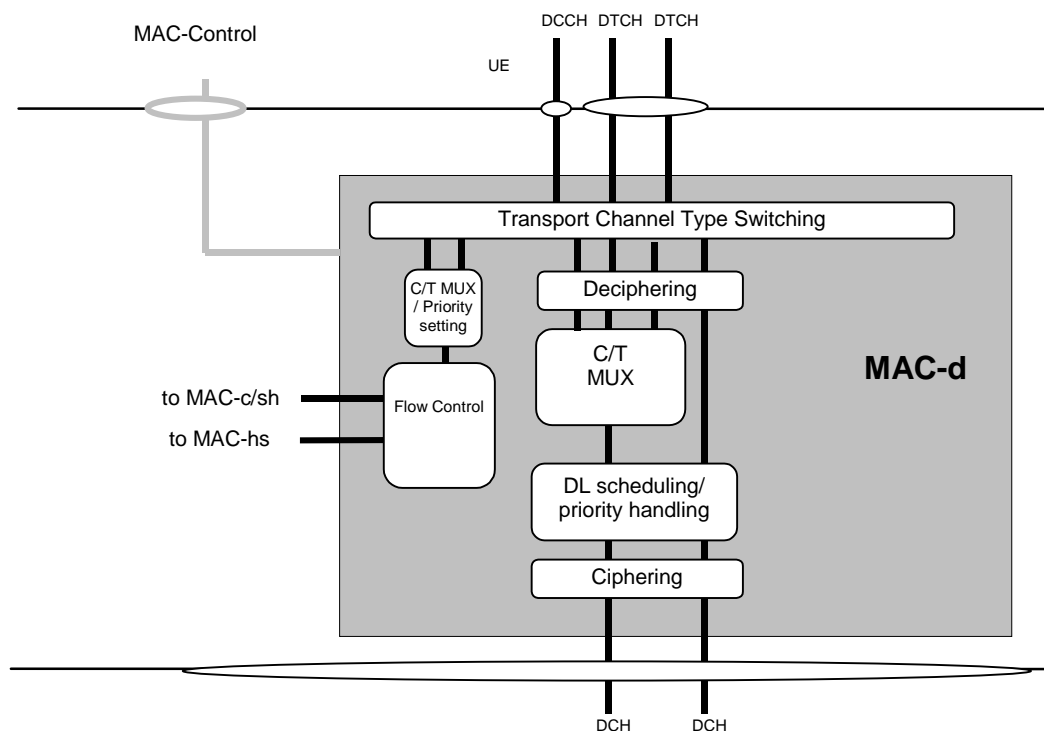 DCCH DTCH DTCH
MAC-Control
UE
Transport Channel Type Switching
C/T MUX
/ Priority
setting
Deciphering
C/T
MUX
MAC-d
to MAC-c/sh
Flow Control
to MAC-hs
DL scheduling/
priority handling
Ciphering
DCH DCH